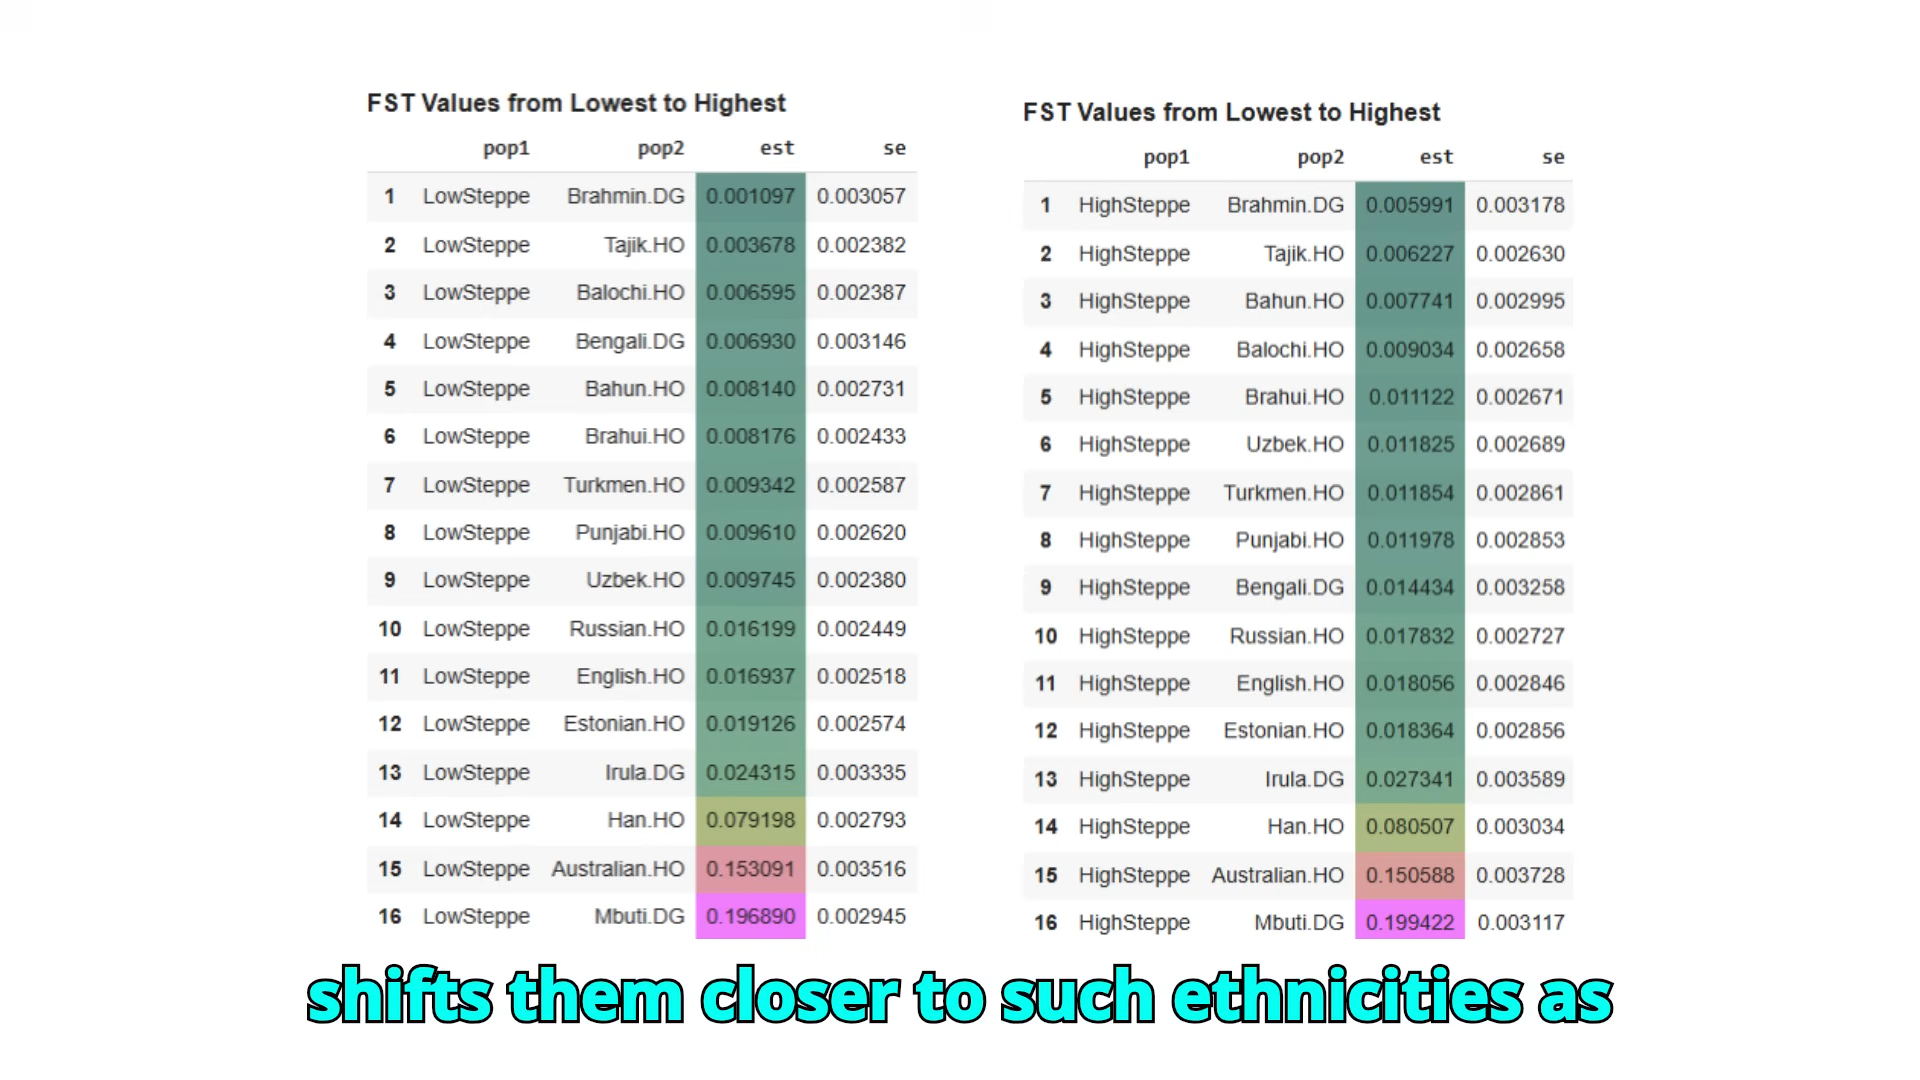 FST Values from Lowest to Highest
pop1 pop2 est se
1 LowSteppe Brahmin.DG 0.001097 0.003057
2 LowSteppe Tajik.HO 0.003678 0.002382
3 LowSteppe Balochi.HO 0.006595 0.002387
4 LowSteppe Bengali.DG 0.006930 0.003146
5 LowSteppe Bahun.HO 0.008140 0.002731
6 LowSteppe Brahui.HO 0.008176 0.002433
7 LowSteppe Turkmen.HO 0.009342 0.002587
8 LowSteppe Punjabi.HO 0.009610 0.002620
9 LowSteppe Uzbek.HO 0.009745 0.002380
10 LowSteppe Russian.HO 0.016199 0.002449
11 LowSteppe English.HO 0.016937 0.002518
12 LowSteppe Estonian.HO 0.019126 0.002574
13 LowSteppe Irula.DG 0.024315 0.003335
14 LowSteppe Han.HO 0.079198 0.002793
15 LowSteppe Australian.HO 0.153091 0.003516
16 LowSteppe Mbuti.DG 0.196890 0.002945
FST Values from Lowest to Highest
pop1 pop2 est se
1 HighSteppe Brahmin.DG 0.005991 0.003178
2 HighSteppe Tajik.HO 0.006227 0.002630
3 HighSteppe Bahun.HO 0.007741 0.002995
4 HighSteppe Balochi.HO 0.009034 0.002658
5 HighSteppe Brahui.HO 0.011122 0.002671
6 HighSteppe Uzbek.HO 0.011825 0.002689
7 HighSteppe Turkmen.HO 0.011854 0.002861
8 HighSteppe Punjabi.HO 0.011978 0.002853
9 HighSteppe Bengali.DG 0.014434 0.003258
10 HighSteppe Russian.HO 0.017832 0.002727
11 HighSteppe English.HO 0.018056 0.002846
12 HighSteppe Estonian.HO 0.018364 0.002856
13 HighSteppe Irula.DG 0.027341 0.003589
14 HighSteppe Han.HO 0.080507 0.003034
15 HighSteppe Australian.HO 0.150588 0.003728
16 HighSteppe Mbuti.DG 0.199422 0.003117
shifts them closer to such ethnicities as